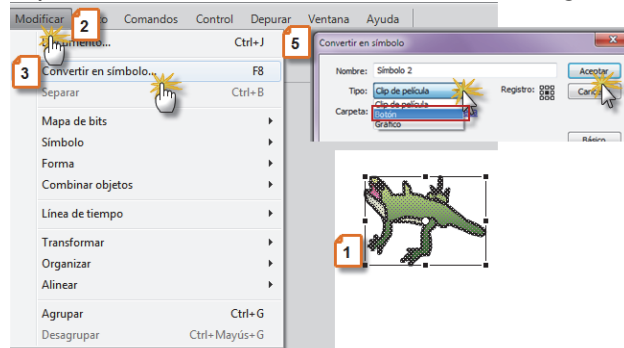 Modificar
Comandos
Control
Depurar
Ventana
Ayuda
2
Ctrl+J
3
Convertir en símbolo...
F8
Separar
Ctrl+B
Mapa de bits
Símbolo
Forma
Combinar objetos
Línea de tiempo
Transformar
Organizar
Alinear
Agrupar
Ctrl+G
Desagrupar
Ctrl+Mayús+G
5
Convertir en símbolo
Nombre:
Símbolo 2
Aceptar
Tipo:
Clip de película
Registro:
Clip de película
Carpeta:
Botón
Gráfico
Básico
1